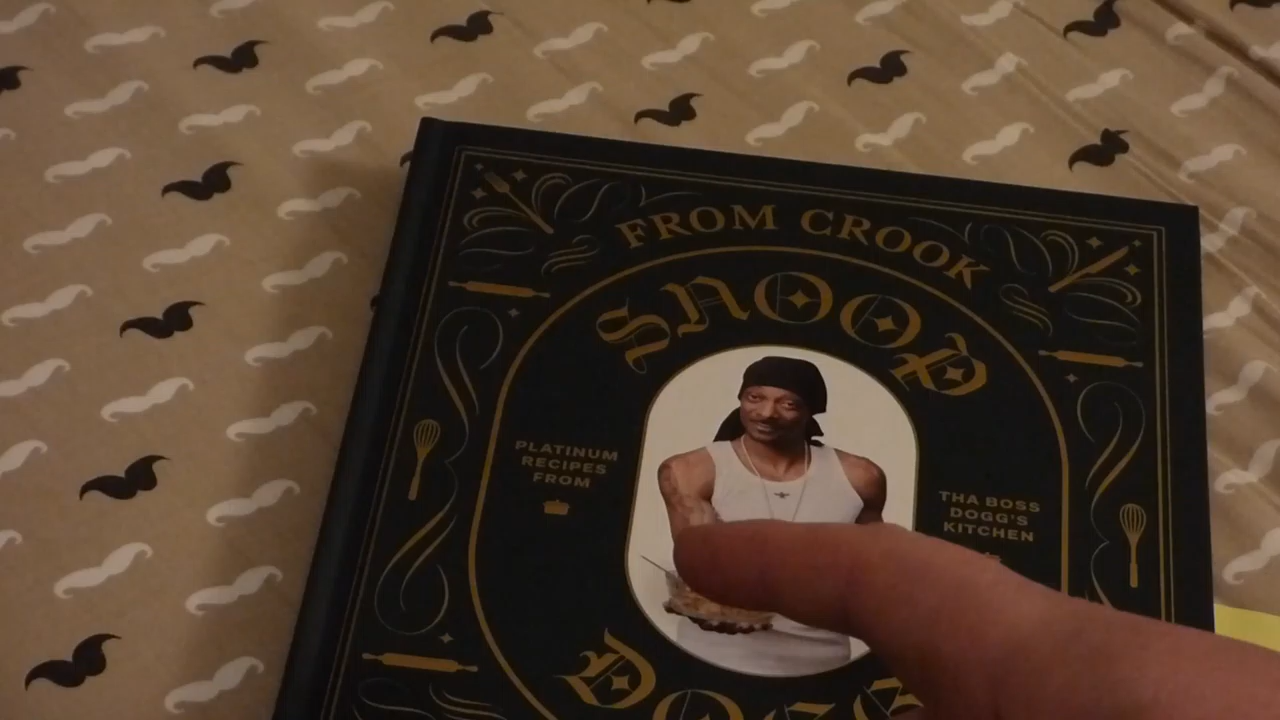 FROM CROOK
SNOOP
PLATINUM
RECIPES
FROM
THA BOSS
DOGG'S
KITCHEN